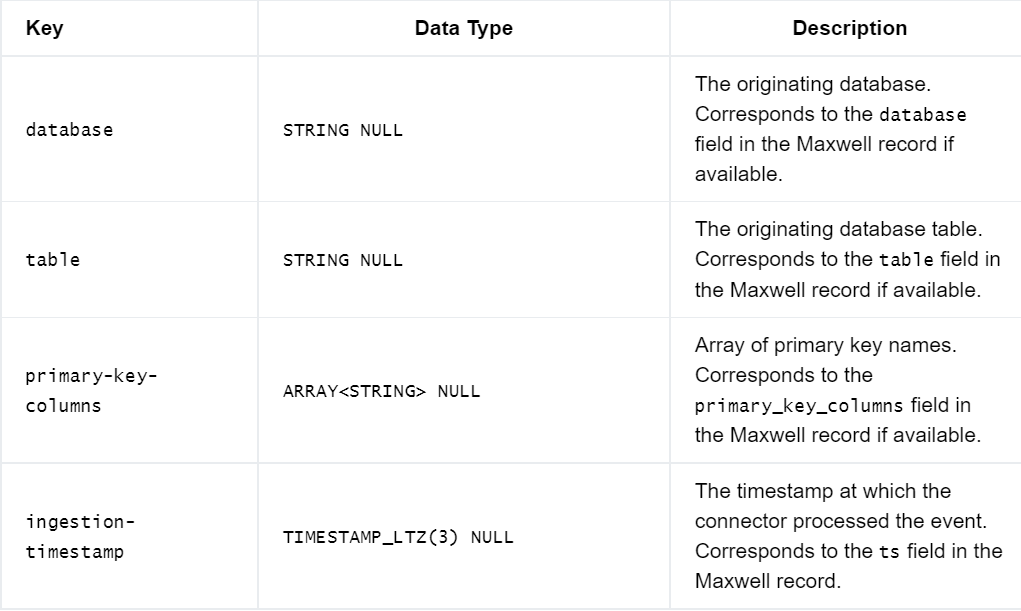 Key Data Type Description
database STRING NULL The originating database.
Corresponds to the database
field in the Maxwell record if
available.
table STRING NULL The originating database table.
Corresponds to the table field in
the Maxwell record if available.
primary-key-
columns ARRAY<STRING> NULL Array of primary key names.
Corresponds to the
primary_key_columns field in
the Maxwell record if available.
ingestion-
timestamp TIMESTAMP_LTZ(3) NULL The timestamp at which the
connector processed the event.
Corresponds to the ts field in the
Maxwell record.